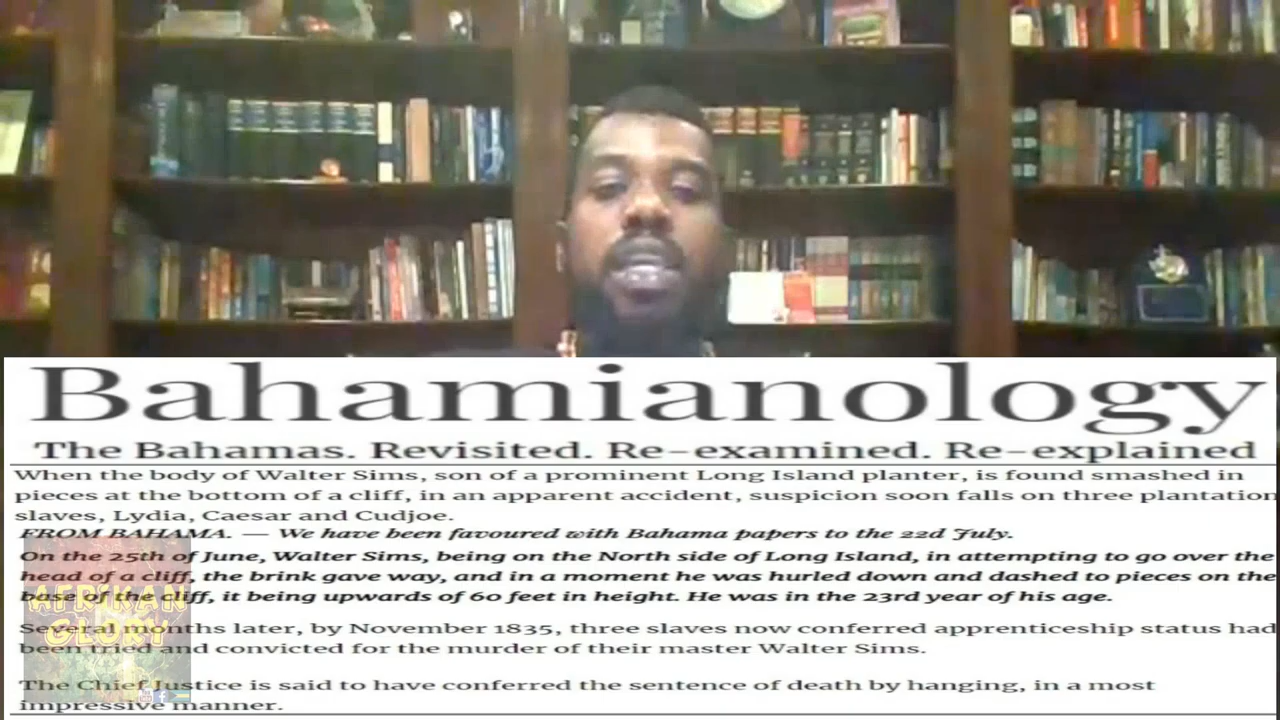 Bahamianology
The Bahamas. Revisited. Re-examined. Re-explained
When the body of Walter Sims, son of a prominent Long Island planter, is found smashed in
pieces at the bottom of a cliff, in an apparent accident, suspicion soon falls on three plantation
slaves, Lydia, Caesar and Cudjoe.
FROM BAHAMA. — We have been favoured with Bahama papers to the 22d July.
On the 25th of June, Walter Sims, being on the North side of Long Island, in attempting to go over the
head of a cliff, the brink gave way, and in a moment he was hurled down and dashed to pieces on the
base of the cliff, it being upwards of 60 feet in height. He was in the 23rd year of his age.
Several months later, by November 1835, three slaves now conferred apprenticeship status had
been tried and convicted for the murder of their master Walter Sims.
The Chief Justice is said to have conferred the sentence of death by hanging, in a most
impressive manner.
AFRIKAN
GLORY